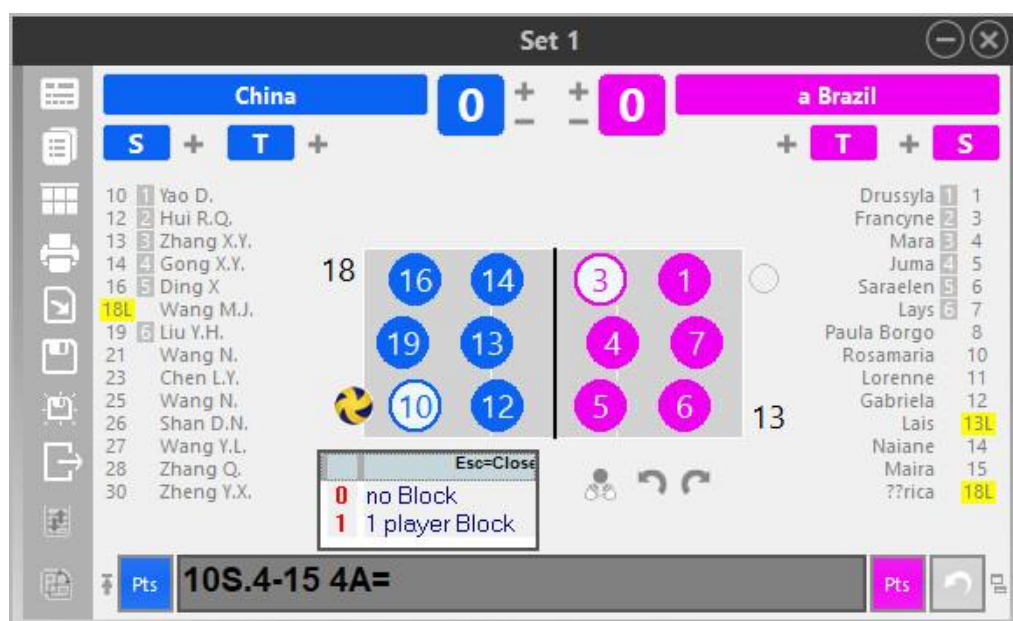 Set 1
China 0 + + 0 a Brazil
− −
S + T + + T + S
10 1 Yao D.
12 2 Hui R.Q.
13 3 Zhang X.Y.
14 4 Gong X.Y.
16 5 Ding X
18L Wang M.J.
19 6 Liu Y.H.
21 Wang N.
23 Chen L.Y.
25 Wang N.
26 Shan D.N.
27 Wang Y.L.
28 Zhang Q.
30 Zheng Y.X.
18 16 14 3 1
19 13 4 7
10 12 5 6 13
Drussyla 1 1
Francyne 2 3
Mara 3 4
Juma 4 5
Saraelen 5 6
Lays 6 7
Paula Borgo 8
Rosamaria 10
Lorenne 11
Gabriela 12
Lais 13L
Naiane 14
Maira 15
??rica 18L
Esc=Close
0 no Block
1 1 player Block
Pts 10S.4-15 4A= Pts